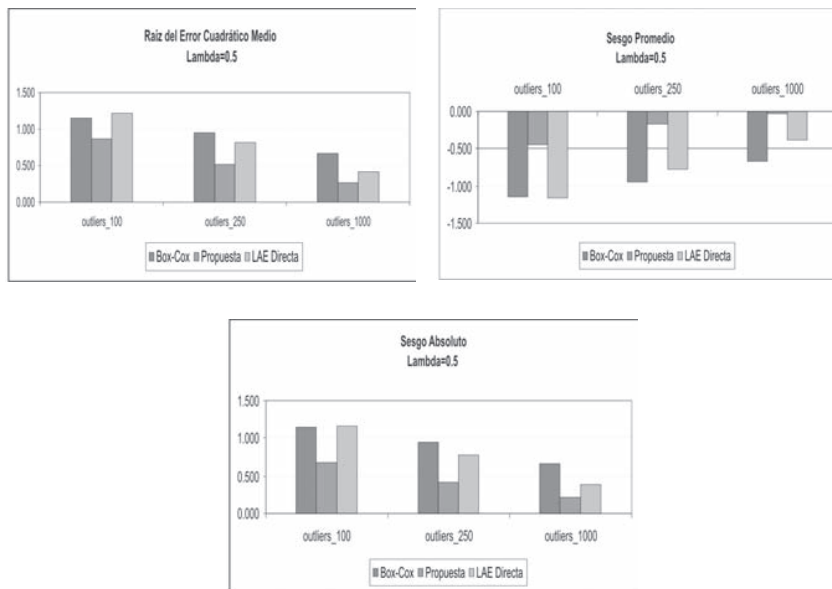 Raiz del Error Cuadrático Medio
Lambda=0.5
1.500
1.000
0.500
0.000
outliers_100 outliers_250 outliers_1000
Box-Cox Propuesta LAE Directa
Sesgo Promedio
Lambda=0.5
outliers_100 outliers_250 outliers_1000
0.000
-0.500
-1.000
-1.500
Box-Cox Propuesta LAE Directa
Sesgo Absoluto
Lambda=0.5
1.500
1.000
0.500
0.000
outliers_100 outliers_250 outliers_1000
Box-Cox Propuesta LAE Directa